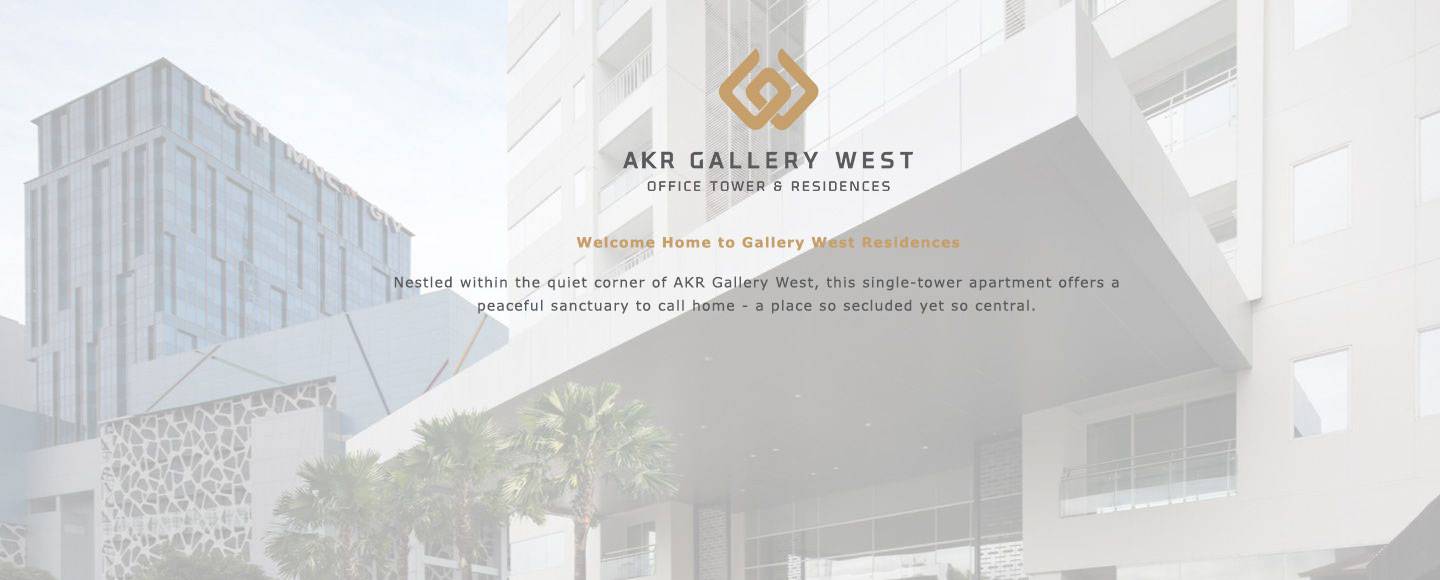 AKR GALLERY WEST
OFFICE TOWER & RESIDENCES
Welcome Home to Gallery West Residences
Nestled within the quiet corner of AKR Gallery West, this single-tower apartment offers a
peaceful sanctuary to call home - a place so secluded yet so central.
RCTI MNC GTV